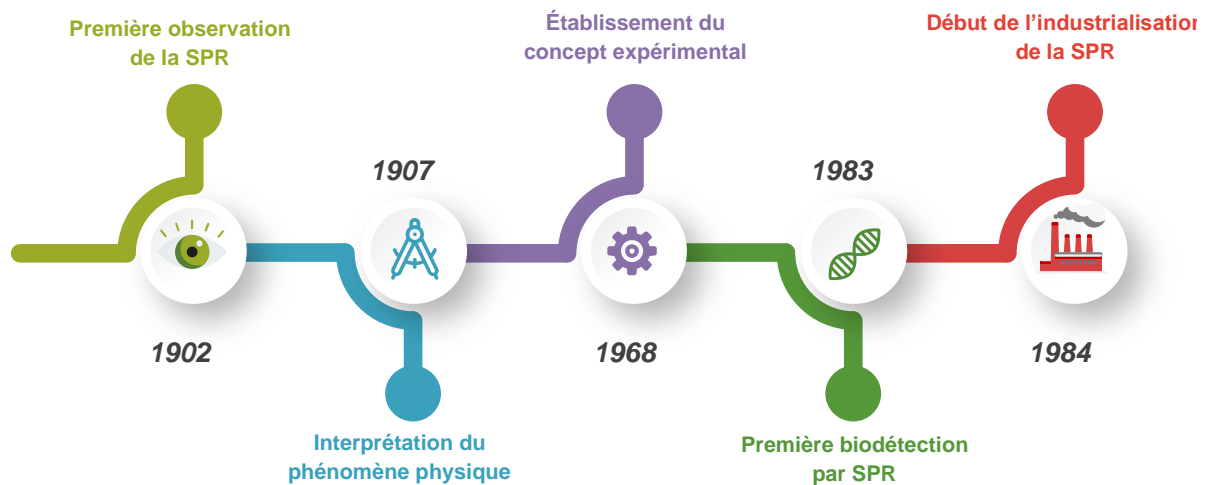 Première observation
de la SPR
1902
1907
Interprétation du
phénomène physique
Établissement du
concept expérimental
1968
1983
Première biodétection
par SPR
Début de l'industrialisation
de la SPR
1984